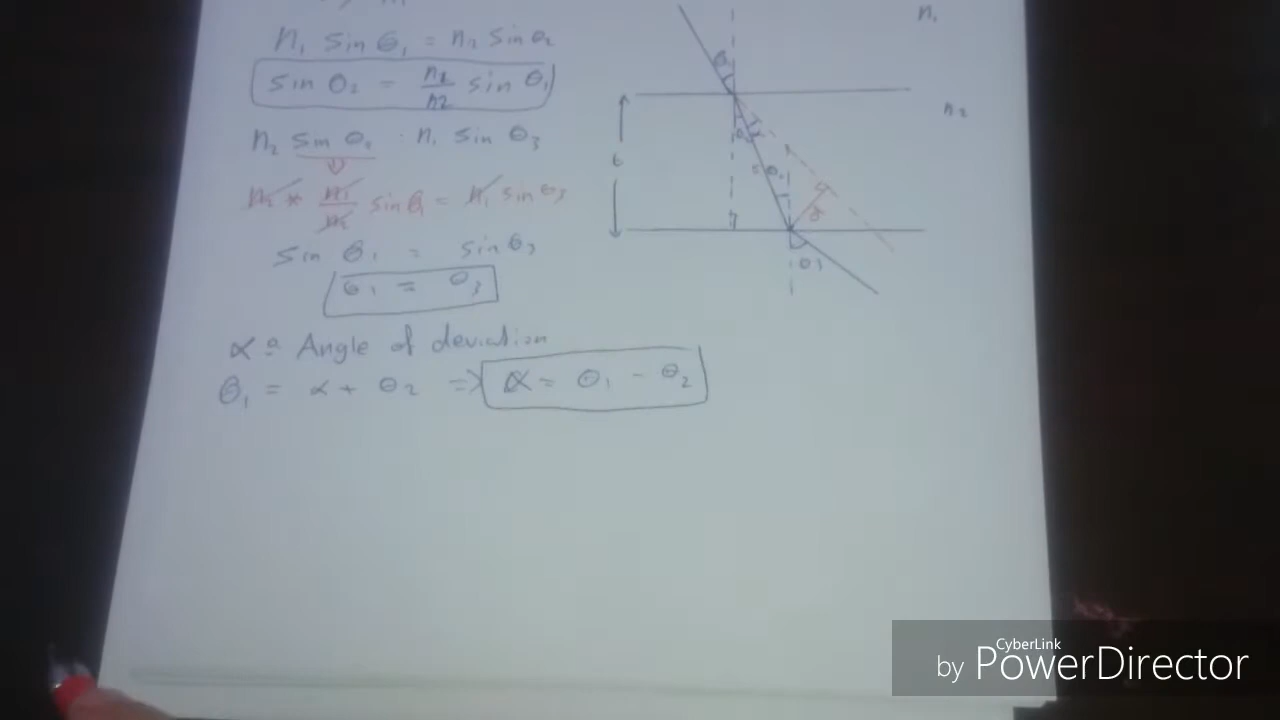 n₁ sin θ₁ = n₂ sin θ₂
sin θ₂ = n₁/n₂ sin θ₁
n₂ sin θ₂ : n₁ sin θ₃
n₂ * n₁/n₂ sin θ₁ = n₁ sin θ₃
sin θ₁ = sin θ₃
θ₁ = θ₃
α : Angle of deviation
θ₁ = α + θ₂ => α = θ₁ - θ₂
n₁
θ₁
n₂
t
θ₂
θ₂
θ₃
CyberLink
by PowerDirector